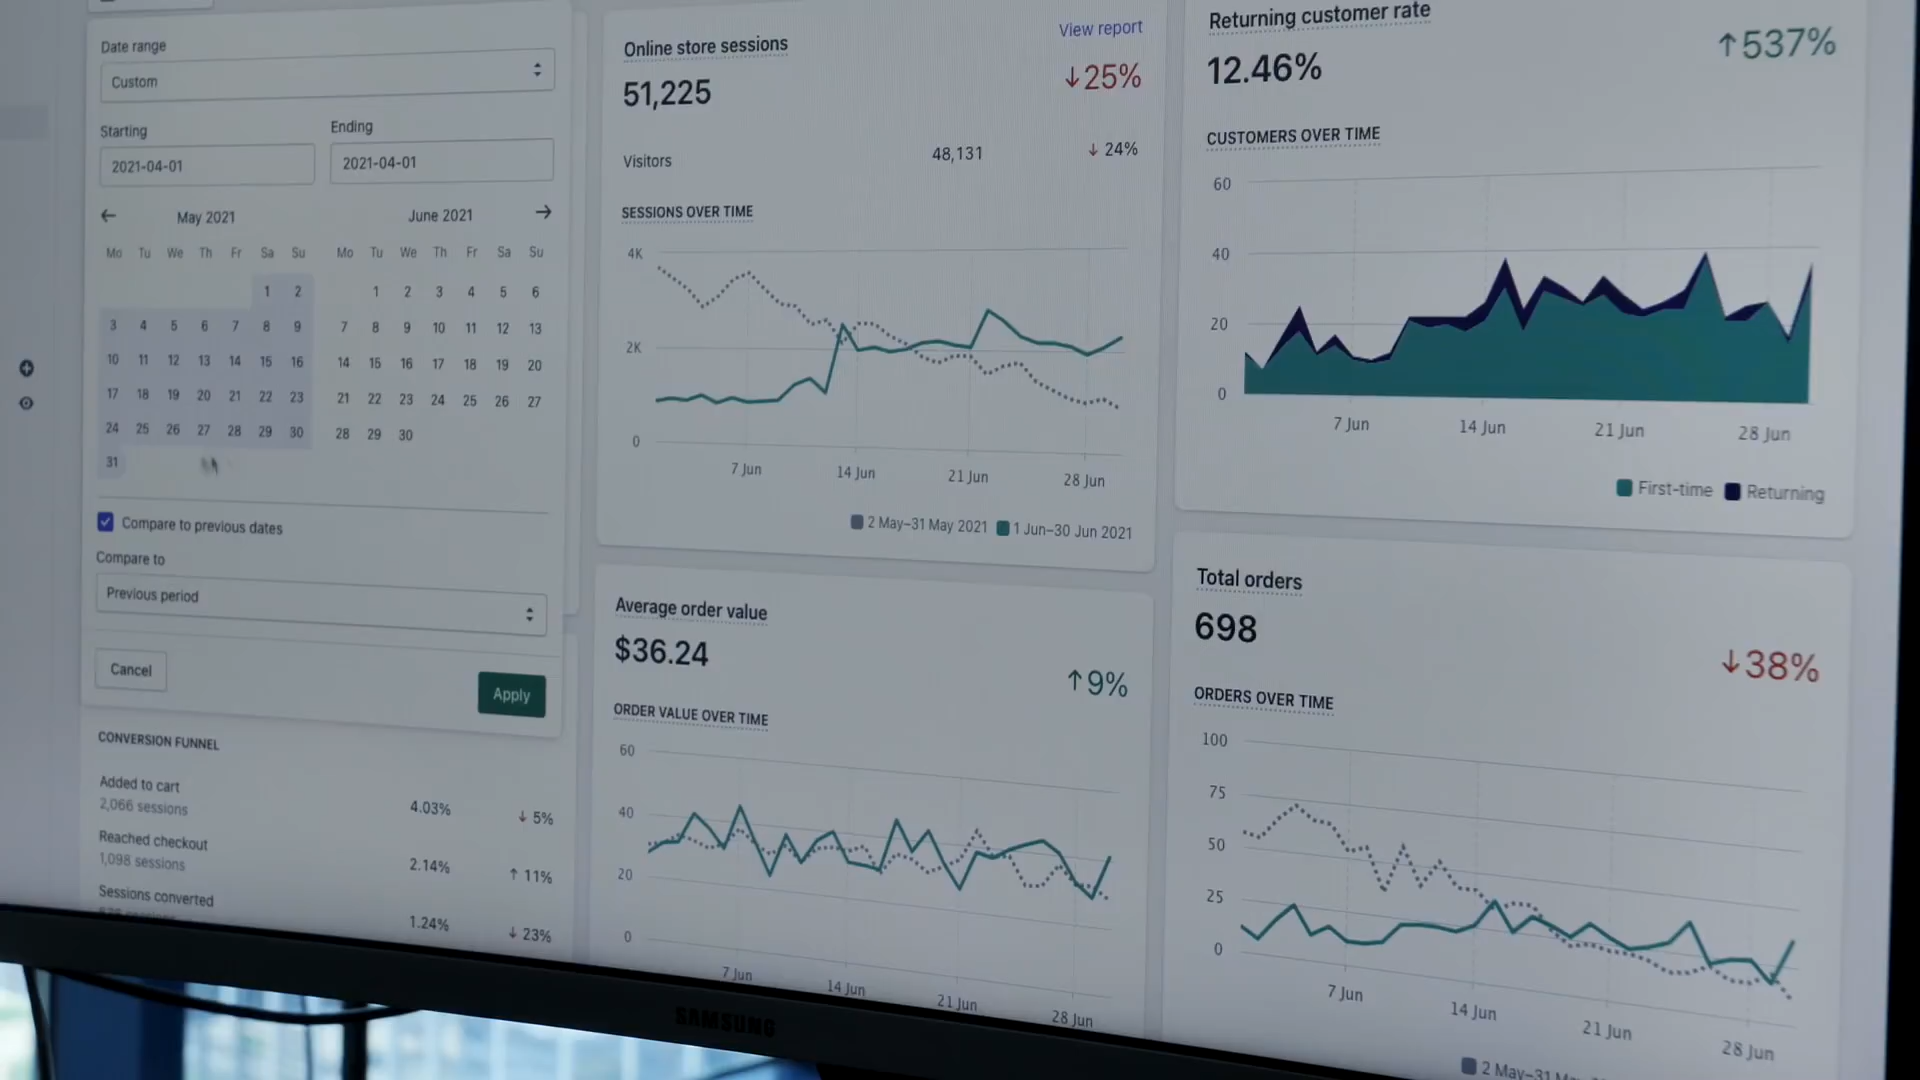 Date range
Custom
Starting
Ending
2021-04-01
2021-04-01
May 2021
June 2021
Mo Tu We Th Fr Sa Su
1 2
3 4 5 6 7 8 9
10 11 12 13 14 15 16
17 18 19 20 21 22 23
24 25 26 27 28 29 30
31
Mo Tu We Th Fr Sa Su
1 2 3 4 5 6
7 8 9 10 11 12 13
14 15 16 17 18 19 20
21 22 23 24 25 26 27
28 29 30
Compare to previous dates
Compare to
Previous period
Cancel
Apply
CONVERSION FUNNEL
Added to cart
2,066 sessions
4.03% ↓ 5%
Reached checkout
1,098 sessions
2.14% ↑ 11%
Sessions converted
1.24% ↓ 23%
Online store sessions
View report
51,225
↓25%
Visitors 48,131 ↓ 24%
SESSIONS OVER TIME
4K
2K
0
7 Jun 14 Jun 21 Jun 28 Jun
2 May–31 May 2021 1 Jun–30 Jun 2021
Average order value
$36.24
↑9%
ORDER VALUE OVER TIME
60
40
20
0
7 Jun 14 Jun 21 Jun 28 Jun
Returning customer rate
12.46%
↑537%
CUSTOMERS OVER TIME
60
40
20
0
7 Jun 14 Jun 21 Jun 28 Jun
First-time Returning
Total orders
698
↓38%
ORDERS OVER TIME
100
75
50
25
0
7 Jun 14 Jun 21 Jun 28 Jun
2 May–31
SAMSUNG